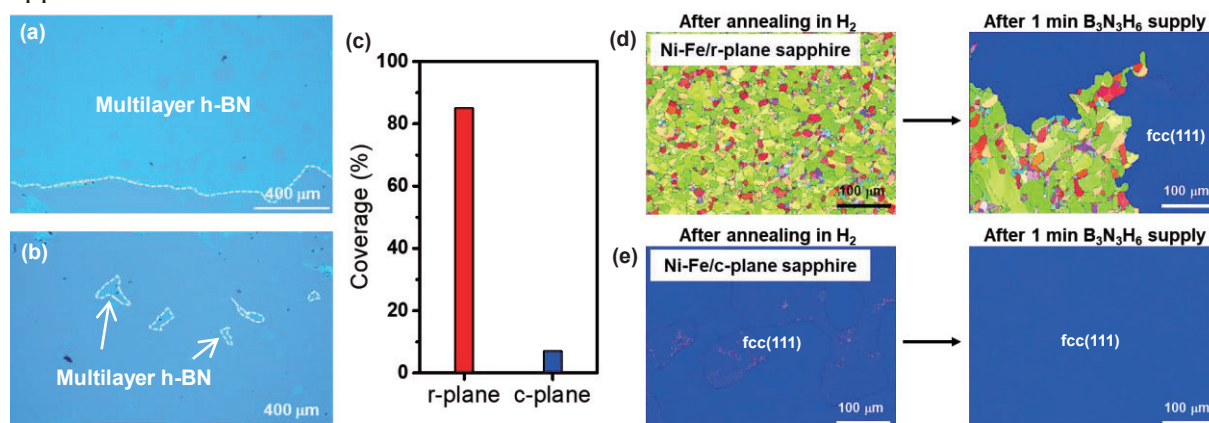 (a)
Multilayer h-BN
400 μm
(b)
Multilayer h-BN
400 μm
(c)
Coverage (%)
100
80
60
40
20
0
r-plane c-plane
(d)
After annealing in H₂
Ni-Fe/r-plane sapphire
100 μm
After 1 min B₃N₃H₆ supply
fcc(111)
100 μm
(e)
After annealing in H₂
Ni-Fe/c-plane sapphire
fcc(111)
100 μm
After 1 min B₃N₃H₆ supply
fcc(111)
100 μm